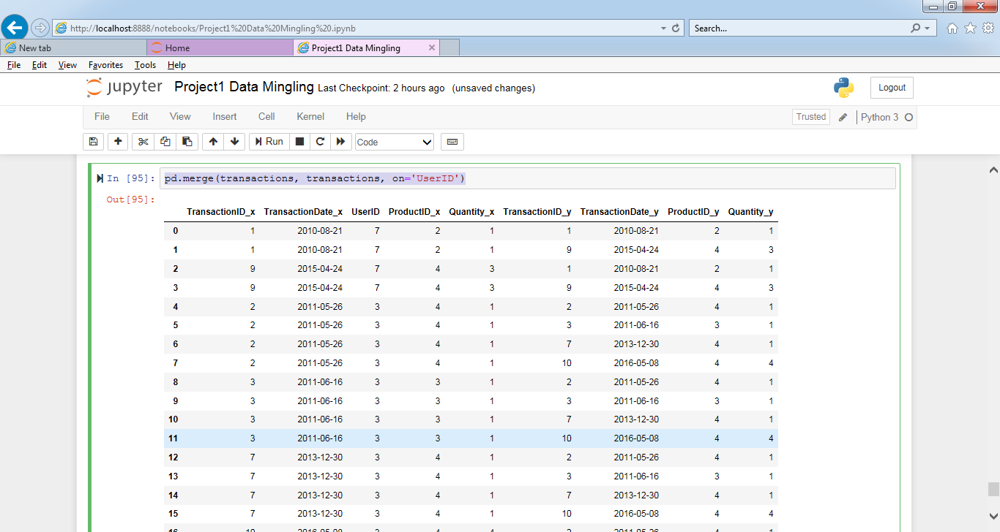 http://localhost:8888/notebooks/Project1%20Data%20Mingling%20.ipynb
Search...
New tab
Home
Project1 Data Mingling
File Edit View Favorites Tools Help
jupyter Project1 Data Mingling Last Checkpoint: 2 hours ago (unsaved changes)
Logout
File Edit View Insert Cell Kernel Help
Trusted
Python 3
Run
Code
In [95]: pd.merge(transactions, transactions, on='UserID')
Out[95]:
TransactionID_x TransactionDate_x UserID ProductID_x Quantity_x TransactionID_y TransactionDate_y ProductID_y Quantity_y
0 1 2010-08-21 7 2 1 1 2010-08-21 2 1
1 1 2010-08-21 7 2 1 9 2015-04-24 4 3
2 9 2015-04-24 7 4 3 1 2010-08-21 2 1
3 9 2015-04-24 7 4 3 9 2015-04-24 4 3
4 2 2011-05-26 3 4 1 2 2011-05-26 4 1
5 2 2011-05-26 3 4 1 3 2011-06-16 3 1
6 2 2011-05-26 3 4 1 7 2013-12-30 4 1
7 2 2011-05-26 3 4 1 10 2016-05-08 4 4
8 3 2011-06-16 3 3 1 2 2011-05-26 4 1
9 3 2011-06-16 3 3 1 3 2011-06-16 3 1
10 3 2011-06-16 3 3 1 7 2013-12-30 4 1
11 3 2011-06-16 3 3 1 10 2016-05-08 4 4
12 7 2013-12-30 3 4 1 2 2011-05-26 4 1
13 7 2013-12-30 3 4 1 3 2011-06-16 3 1
14 7 2013-12-30 3 4 1 7 2013-12-30 4 1
15 7 2013-12-30 3 4 1 10 2016-05-08 4 4